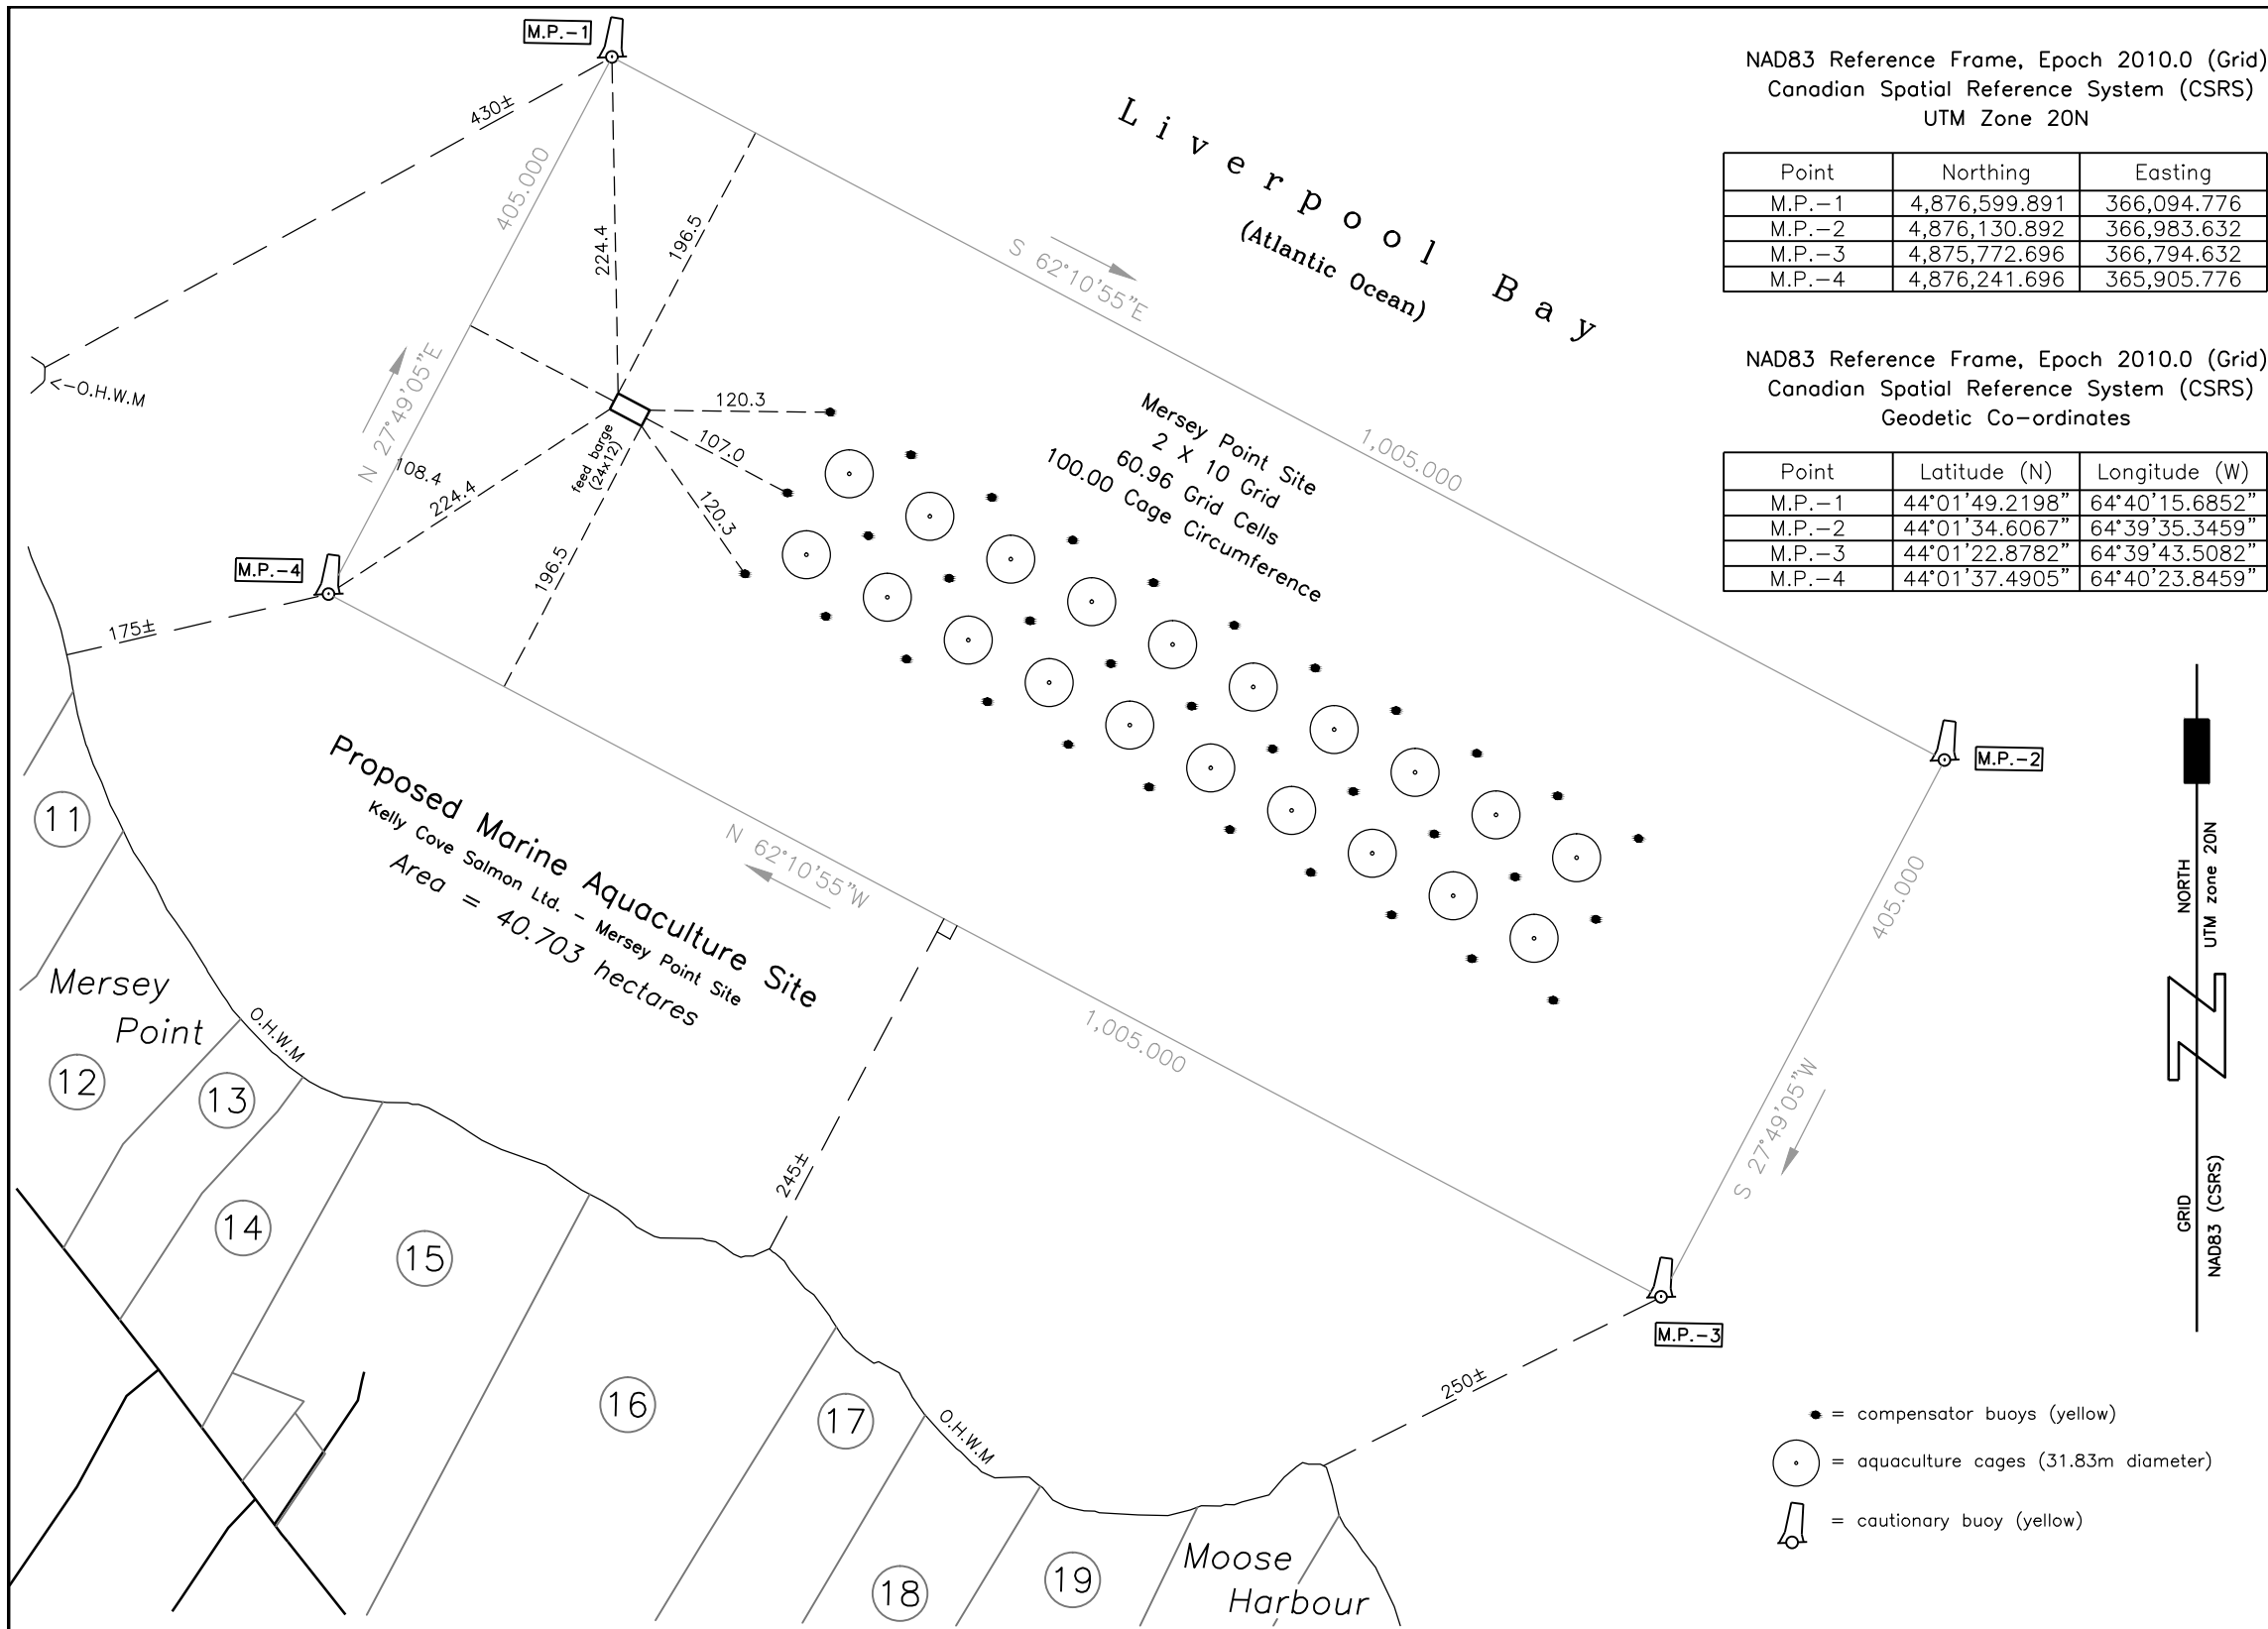 M.P.-1
430±
405.000
N 27°49'05"E
<-O.H.W.M
224.4
196.5
S 62°10'55"E
1,005.000
Liverpool Bay
(Atlantic Ocean)
120.3
107.0
120.3
feed barge
(24x12)
108.4
224.4
196.5
M.P.-4
175±
Mersey Point Site
2 X 10 Grid
60.96 Grid Cells
100.00 Cage Circumference
M.P.-2
405.000
S 27°49'05"W
M.P.-3
N 62°10'55"W
1,005.000
Proposed Marine Aquaculture Site
Kelly Cove Salmon Ltd. - Mersey Point Site
Area = 40.703 hectares
245±
250±
Mersey
Point
O.H.W.M
O.H.W.M
11
12
13
14
15
16
17
18
19
Moose
Harbour
NAD83 Reference Frame, Epoch 2010.0 (Grid)
Canadian Spatial Reference System (CSRS)
UTM Zone 20N
Point Northing Easting
M.P.-1 4,876,599.891 366,094.776
M.P.-2 4,876,130.892 366,983.632
M.P.-3 4,875,772.696 366,794.632
M.P.-4 4,876,241.696 365,905.776
NAD83 Reference Frame, Epoch 2010.0 (Grid)
Canadian Spatial Reference System (CSRS)
Geodetic Co-ordinates
Point Latitude (N) Longitude (W)
M.P.-1 44°01'49.2198" 64°40'15.6852"
M.P.-2 44°01'34.6067" 64°39'35.3459"
M.P.-3 44°01'22.8782" 64°39'43.5082"
M.P.-4 44°01'37.4905" 64°40'23.8459"
GRID NORTH
NAD83 (CSRS) UTM zone 20N
= compensator buoys (yellow)
= aquaculture cages (31.83m diameter)
= cautionary buoy (yellow)